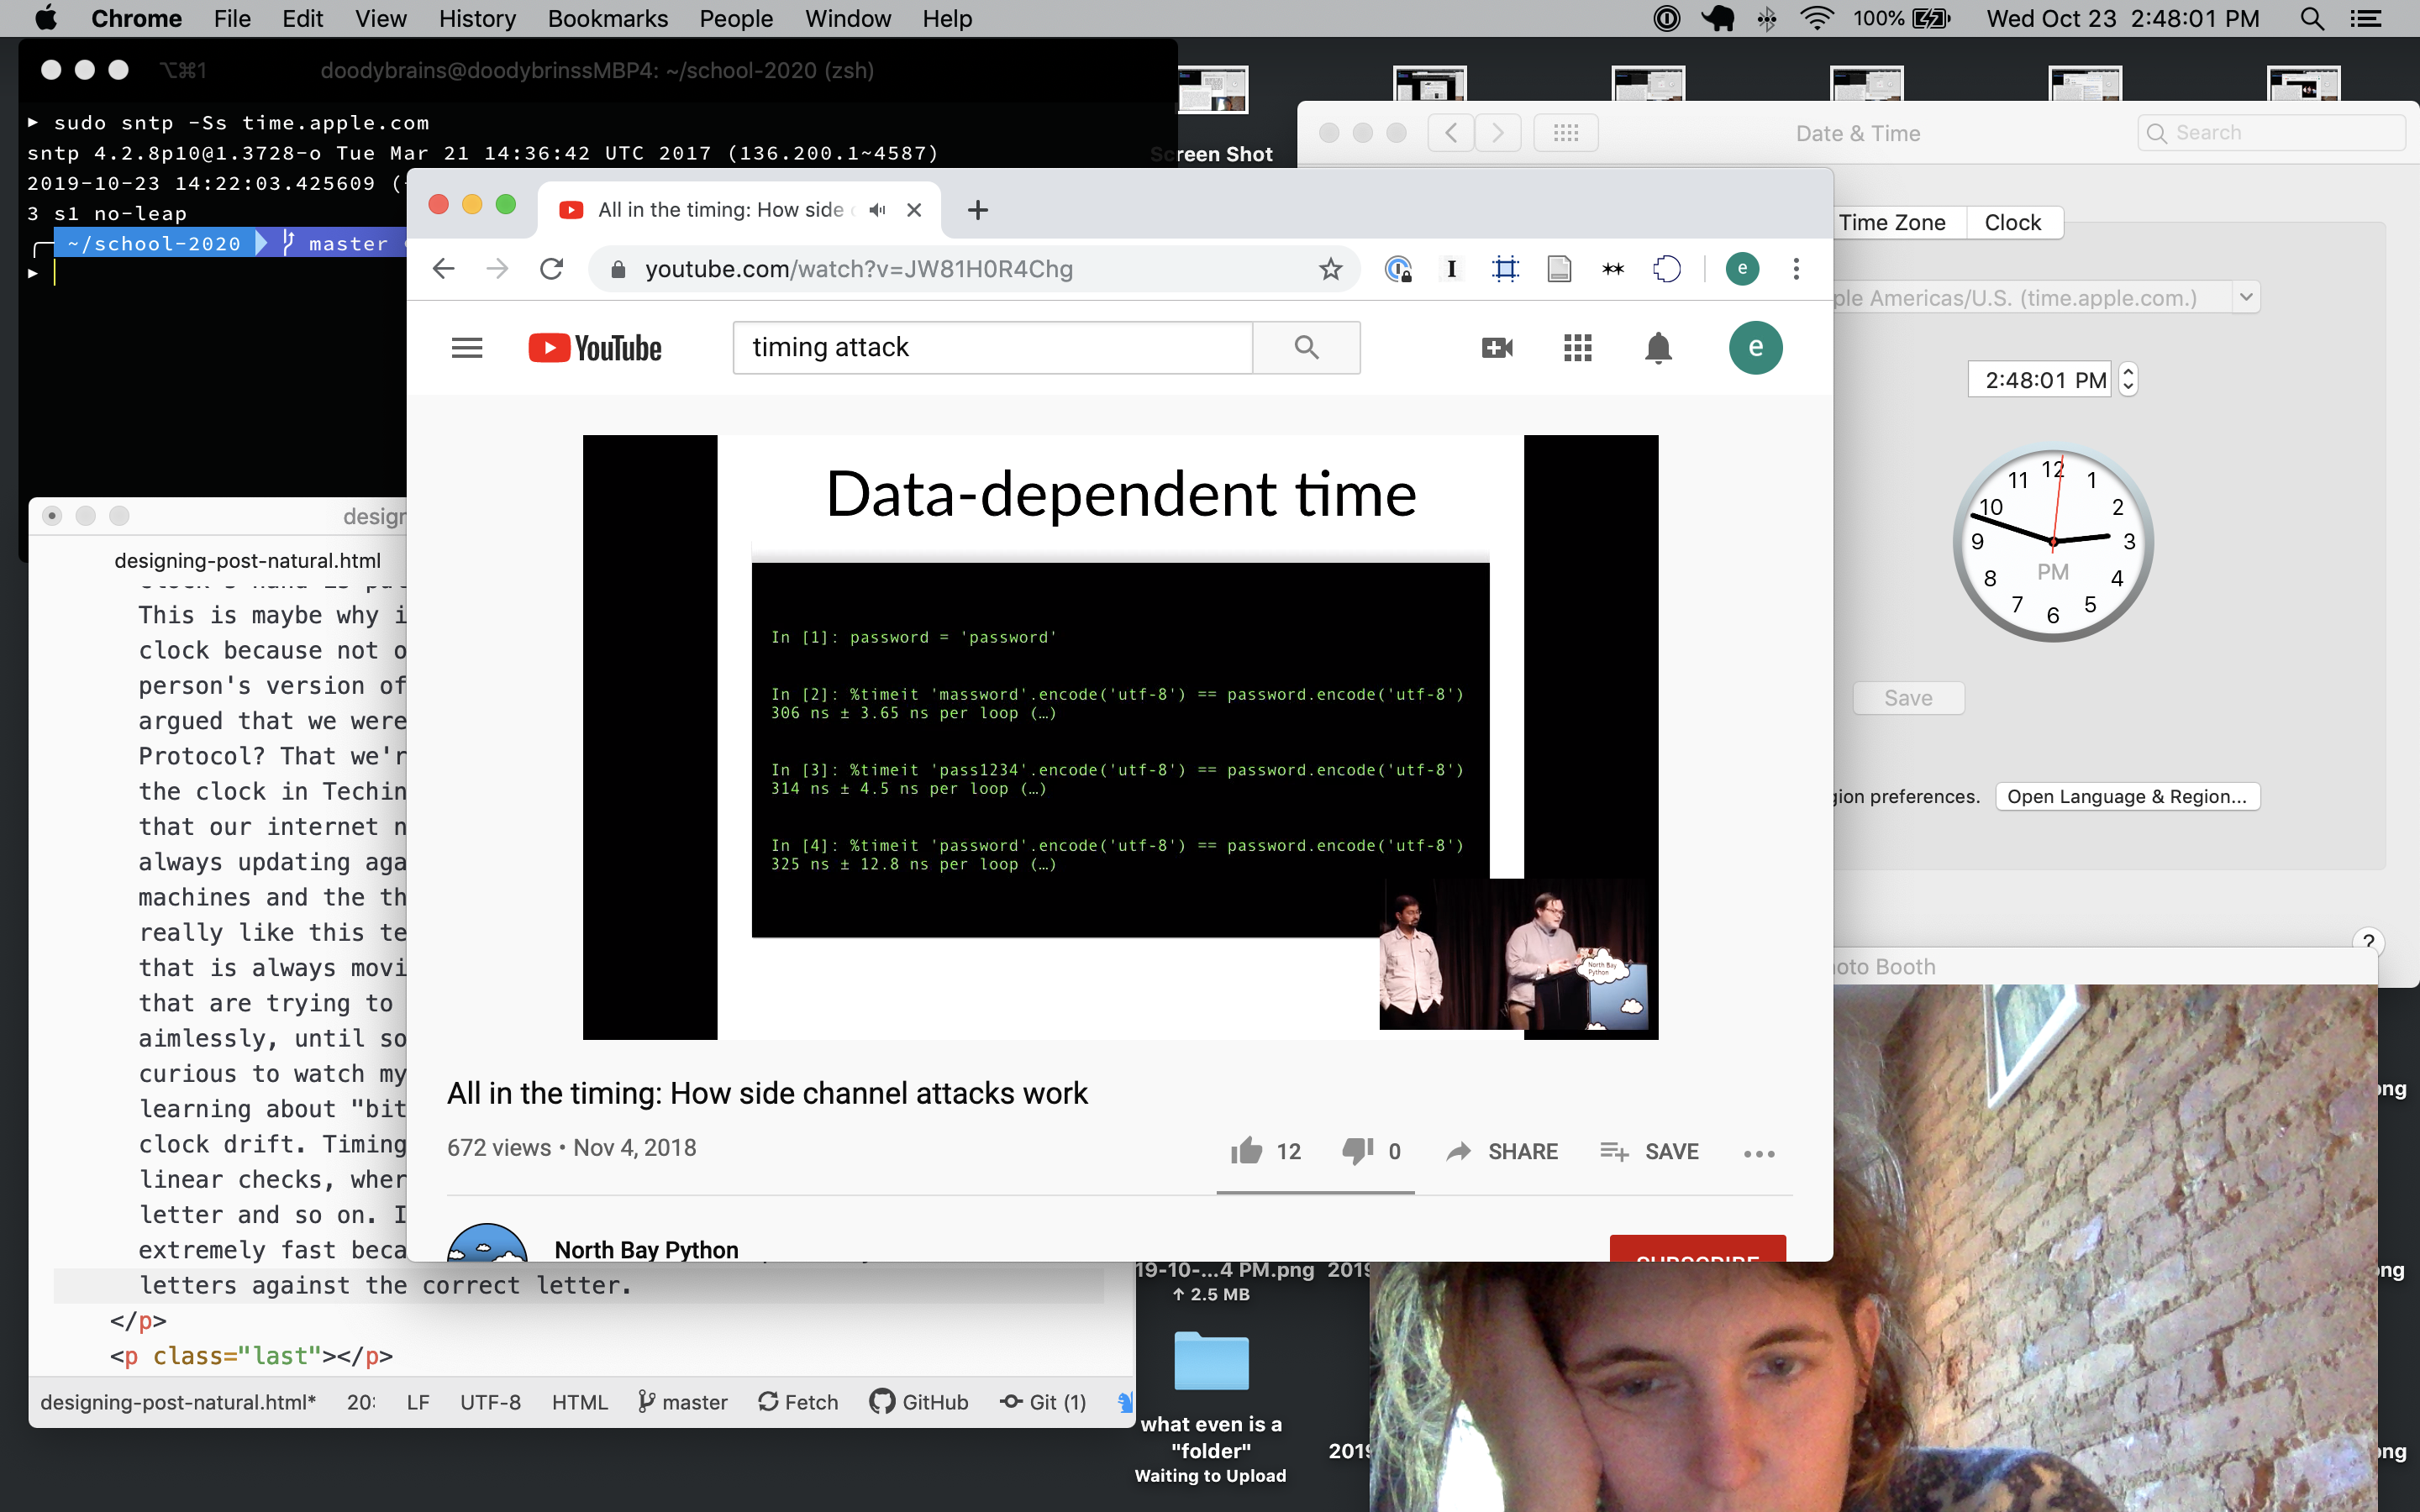 Chrome File Edit View History Bookmarks People Window Help 100% Wed Oct 23 2:48:01 PM
⌥⌘1 doodybrains@doodybrinssMBP4: ~/school-2020 (zsh)
▸ sudo sntp -Ss time.apple.com
sntp 4.2.8p10@1.3728-o Tue Mar 21 14:36:42 UTC 2017 (136.200.1~4587)
2019-10-23 14:22:03.425609 (
3 s1 no-leap
~/school-2020 master
▸
Screen Shot
Date & Time
Search
Time Zone Clock
Americas/U.S. (time.apple.com.)
2:48:01 PM
12
11 1
10 2
9 3
PM
8 4
7 5
6
Save
preferences. Open Language & Region...
?
Booth
All in the timing: How side
youtube.com/watch?v=JW81H0R4Chg
e
YouTube
timing attack
e
Data-dependent time
In [1]: password = 'password'
In [2]: %timeit 'massword'.encode('utf-8') == password.encode('utf-8')
306 ns ± 3.65 ns per loop (…)
In [3]: %timeit 'pass1234'.encode('utf-8') == password.encode('utf-8')
314 ns ± 4.5 ns per loop (…)
In [4]: %timeit 'password'.encode('utf-8') == password.encode('utf-8')
325 ns ± 12.8 ns per loop (…)
North Bay
Python
All in the timing: How side channel attacks work
672 views • Nov 4, 2018
12 0 SHARE SAVE
North Bay Python
SUBSCRIBE
designing-post-natural.html
This is maybe why
clock because not
person's version of
argued that we were
Protocol? That we'r
the clock in Techin
that our internet
always updating aga
machines and the th
really like this te
that is always movi
that are trying to
aimlessly, until so
curious to watch my
learning about "bit
clock drift. Timing
linear checks, wher
letter and so on. I
extremely fast beca
letters against the correct letter.
</p>
<p class="last"></p>
designing-post-natural.html* 20: LF UTF-8 HTML master Fetch GitHub Git (1)
19-10-...4 PM.png 2019
↑ 2.5 MB
what even is a
"folder"
Waiting to Upload
2019